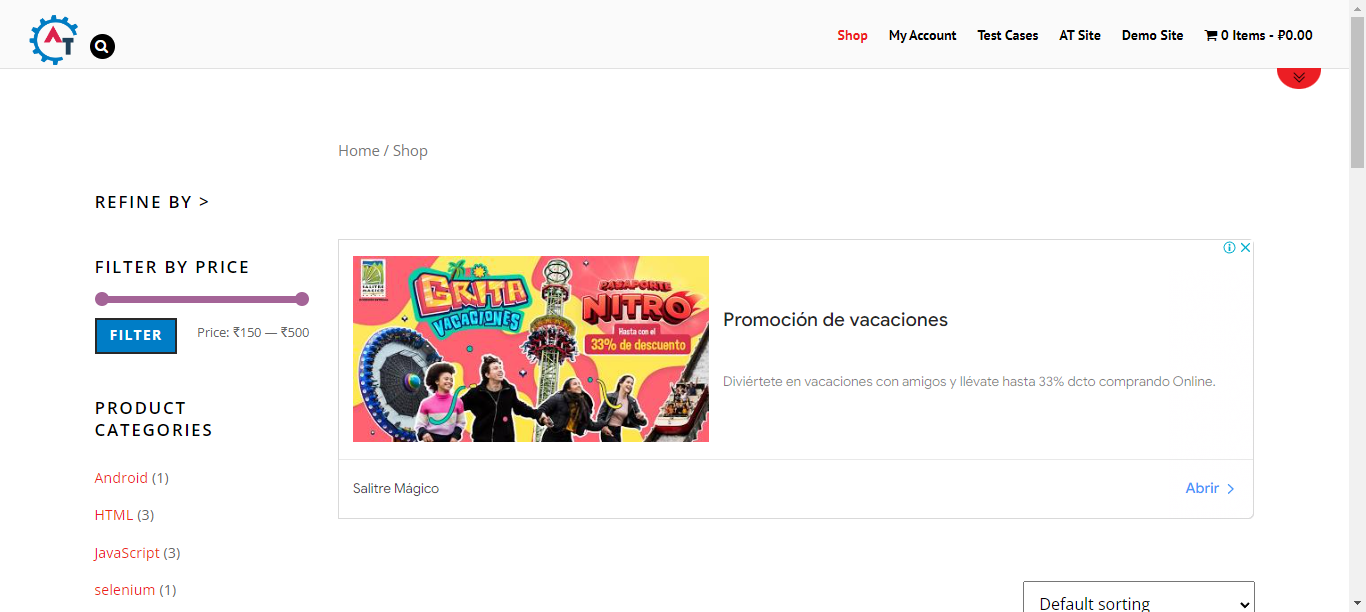 AT
Shop My Account Test Cases AT Site Demo Site 0 Items - ₽0.00
Home / Shop
REFINE BY >
FILTER BY PRICE
FILTER Price: ₹150 — ₹500
PRODUCT
CATEGORIES
Android (1)
HTML (3)
JavaScript (3)
selenium (1)
SALITRE
MÁGICO
GRITA
VACACIONES
PASAPORTE
NITRO
Hasta con el
33% de descuento
Promoción de vacaciones
Diviértete en vacaciones con amigos y llévate hasta 33% dcto comprando Online.
Salitre Mágico
Abrir
Default sorting